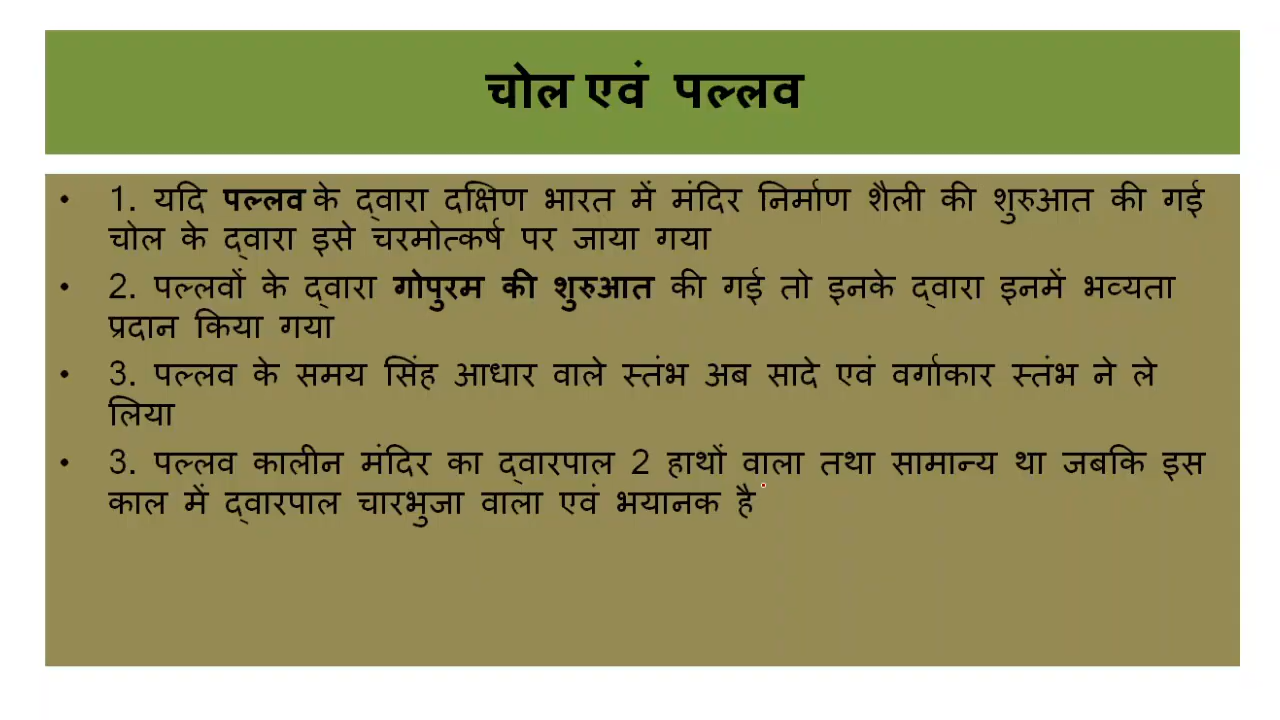 चोल एवं पल्लव
• 1. यदि पल्लव के द्वारा दक्षिण भारत में मंदिर निर्माण शैली की शुरुआत की गई
चोल के द्वारा इसे चरमोत्कर्ष पर जाया गया
• 2. पल्लवों के द्वारा गोपुरम की शुरुआत की गई तो इनके द्वारा इनमें भव्यता
प्रदान किया गया
• 3. पल्लव के समय सिंह आधार वाले स्तंभ अब सादे एवं वर्गाकार स्तंभ ने ले
लिया
• 3. पल्लव कालीन मंदिर का द्वारपाल 2 हाथों वाला तथा सामान्य था जबकि इस
काल में द्वारपाल चारभुजा वाला एवं भयानक है